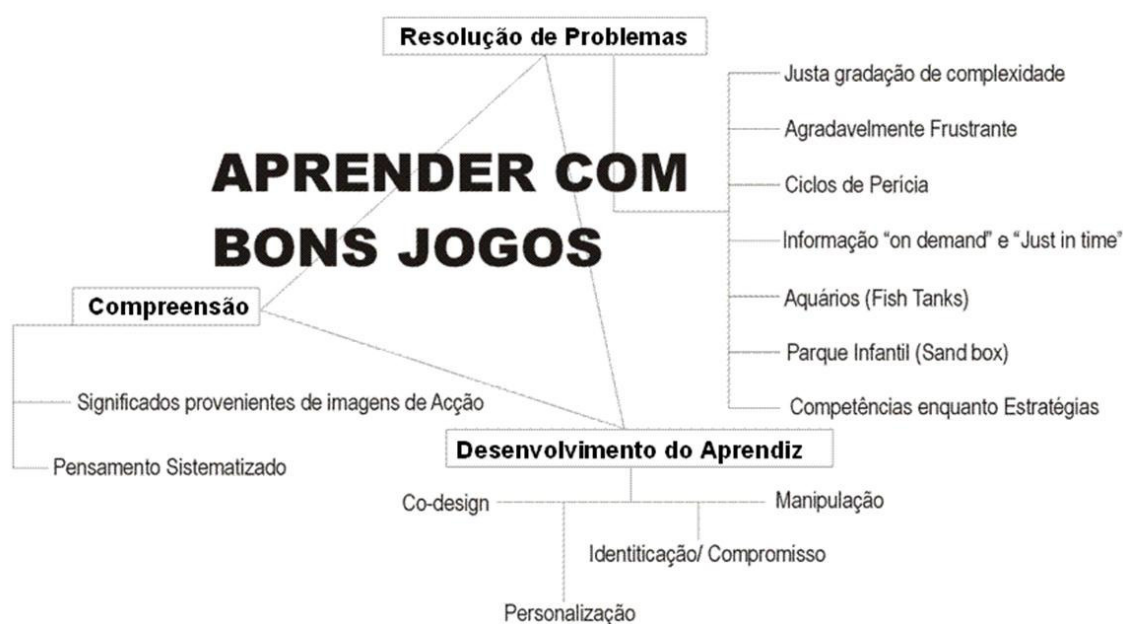 Resolução de Problemas
Justa gradação de complexidade
Agradavelmente Frustrante
Ciclos de Perícia
Informação “on demand” e “Just in time”
Aquários (Fish Tanks)
Parque Infantil (Sand box)
Competências enquanto Estratégias
APRENDER COM
BONS JOGOS
Compreensão
Significados provenientes de imagens de Acção
Pensamento Sistematizado
Desenvolvimento do Aprendiz
Co-design
Manipulação
Identiticação/ Compromisso
Personalização